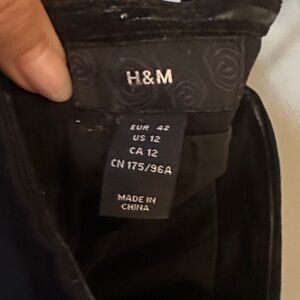 H&M
EUR 42
US 12
CA 12
CN 175/96A
MADE IN
CHINA